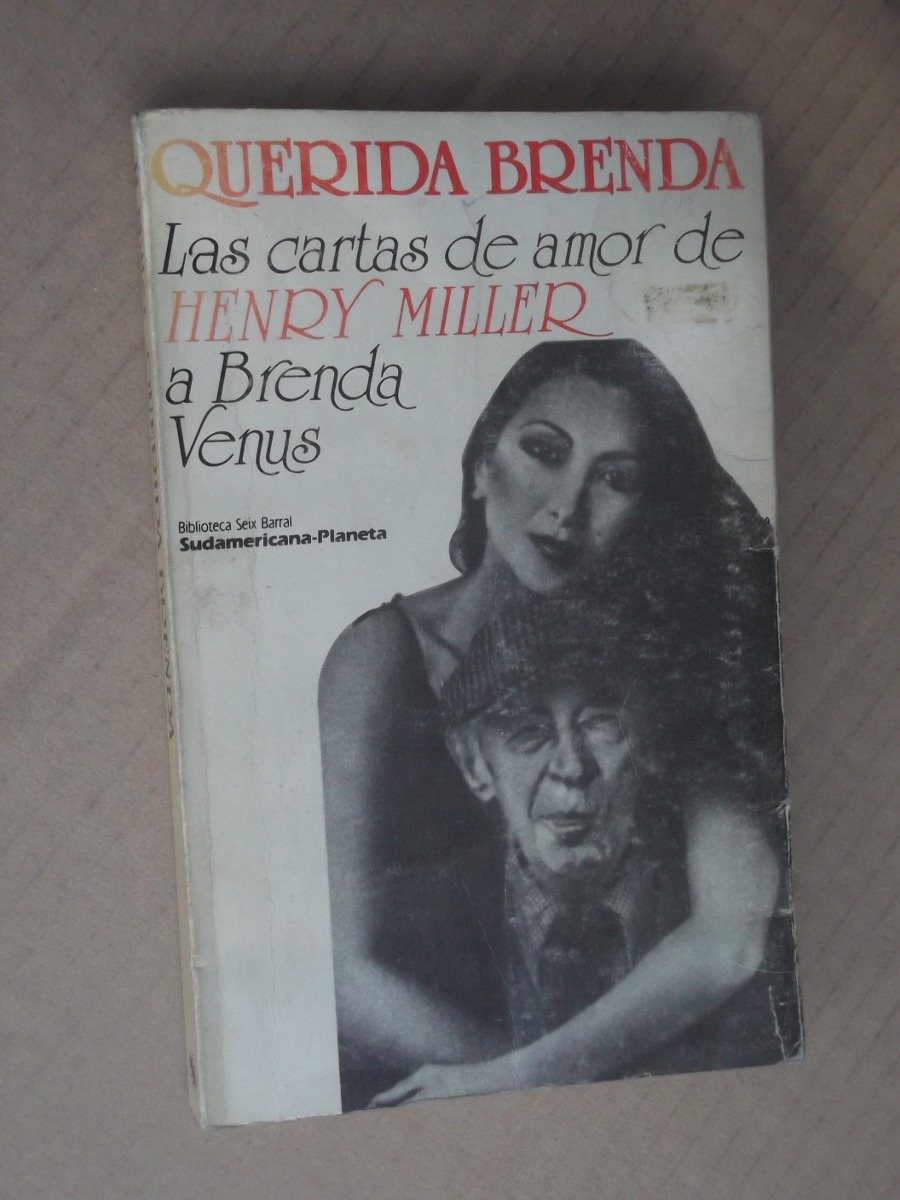 QUERIDA BRENDA
Las cartas de amor de
HENRY MILLER
a Brenda
Venus
Biblioteca Seix Barral
Sudamericana-Planeta